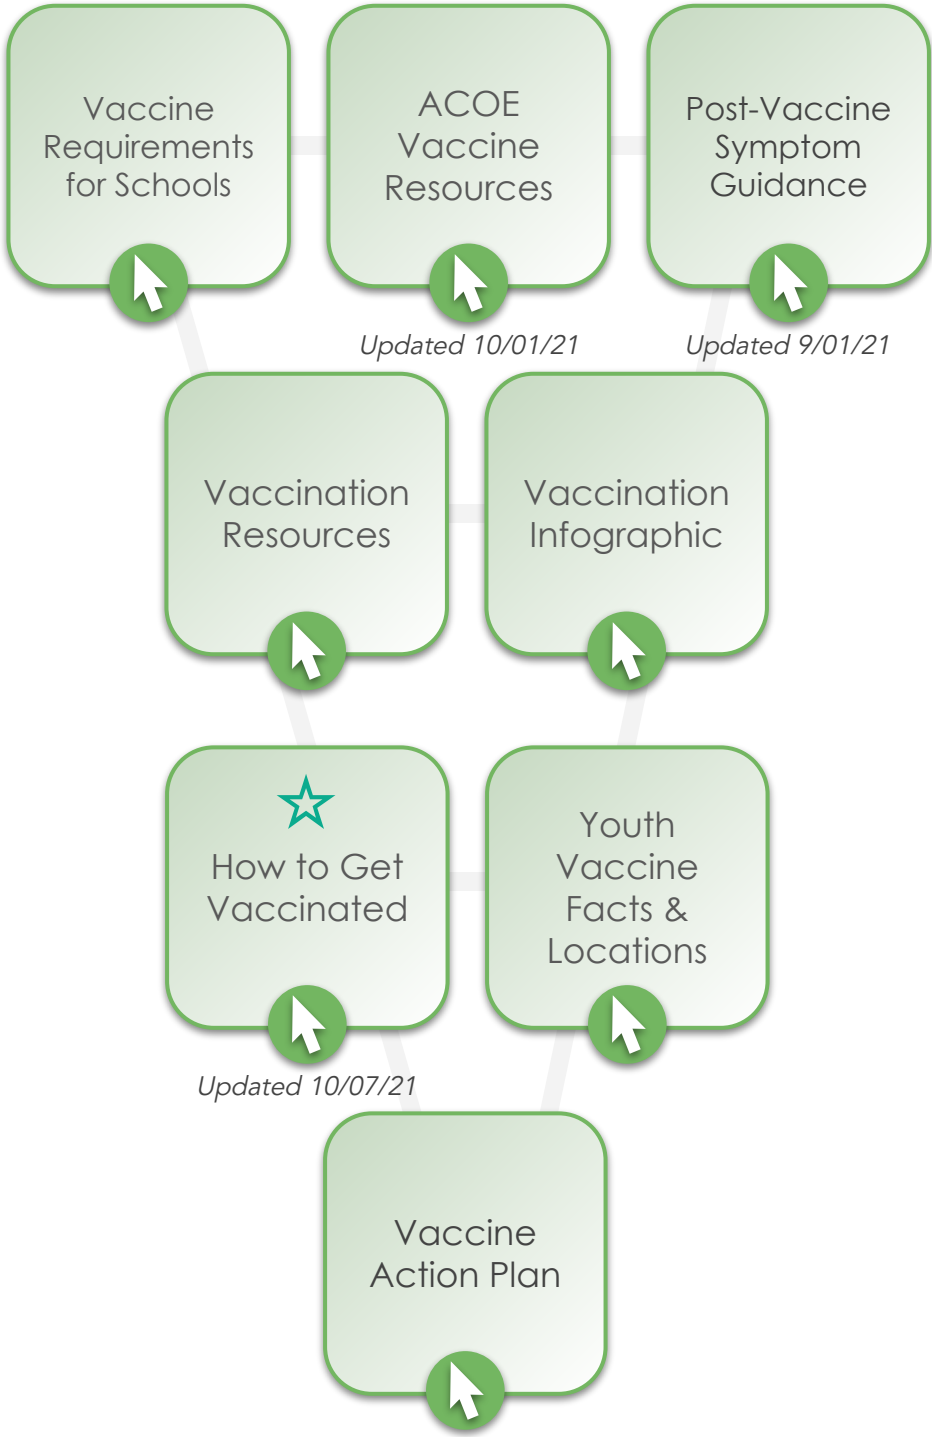 Vaccine
Requirements
for Schools
ACOE
Vaccine
Resources
Post-Vaccine
Symptom
Guidance
Updated 10/01/21
Updated 9/01/21
Vaccination
Resources
Vaccination
Infographic
How to Get
Vaccinated
Youth
Vaccine
Facts &
Locations
Updated 10/07/21
Vaccine
Action Plan